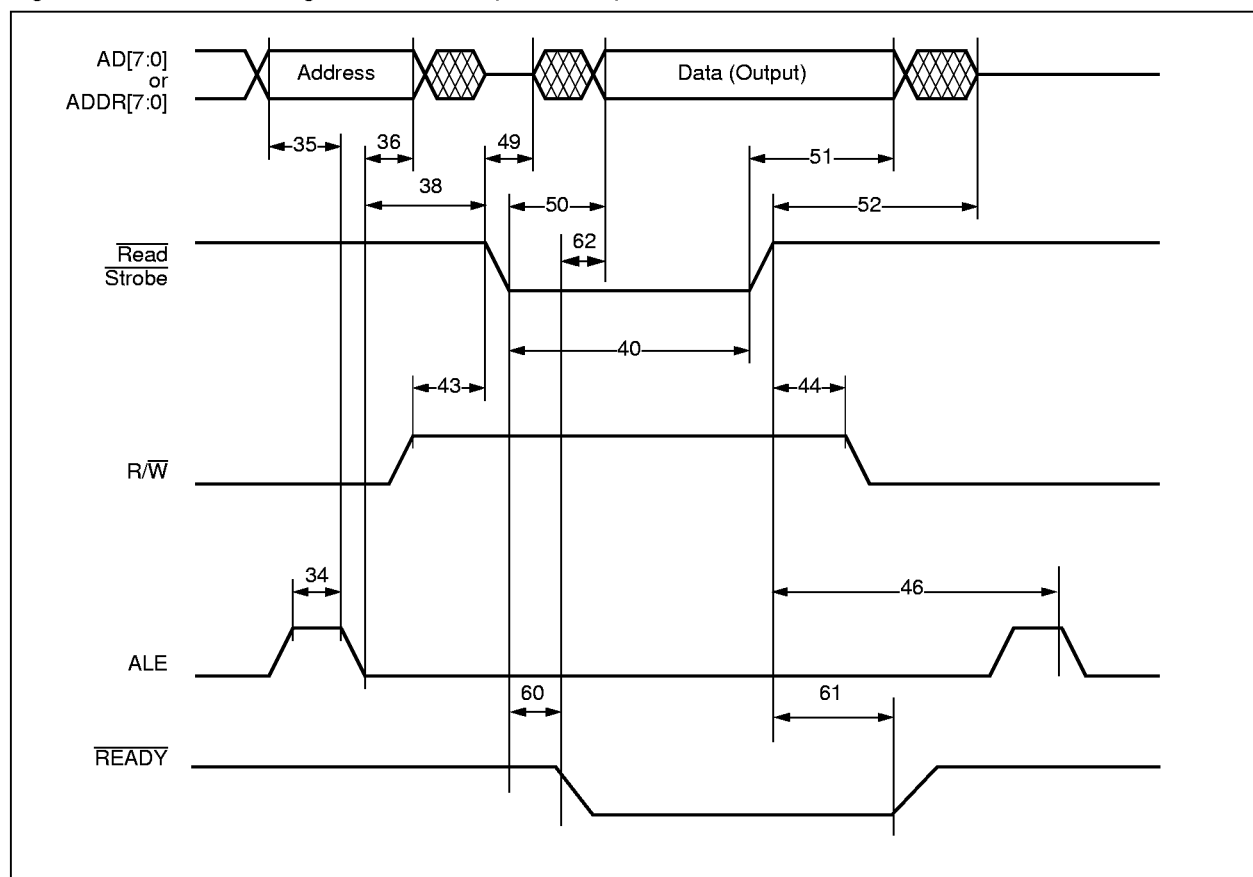 AD[7:0]
or
ADDR[7:0]
Address
Data (Output)
35
36
49
51
38
50
52
62
Read
Strobe
40
43
44
R/W
34
46
ALE
60
61
READY